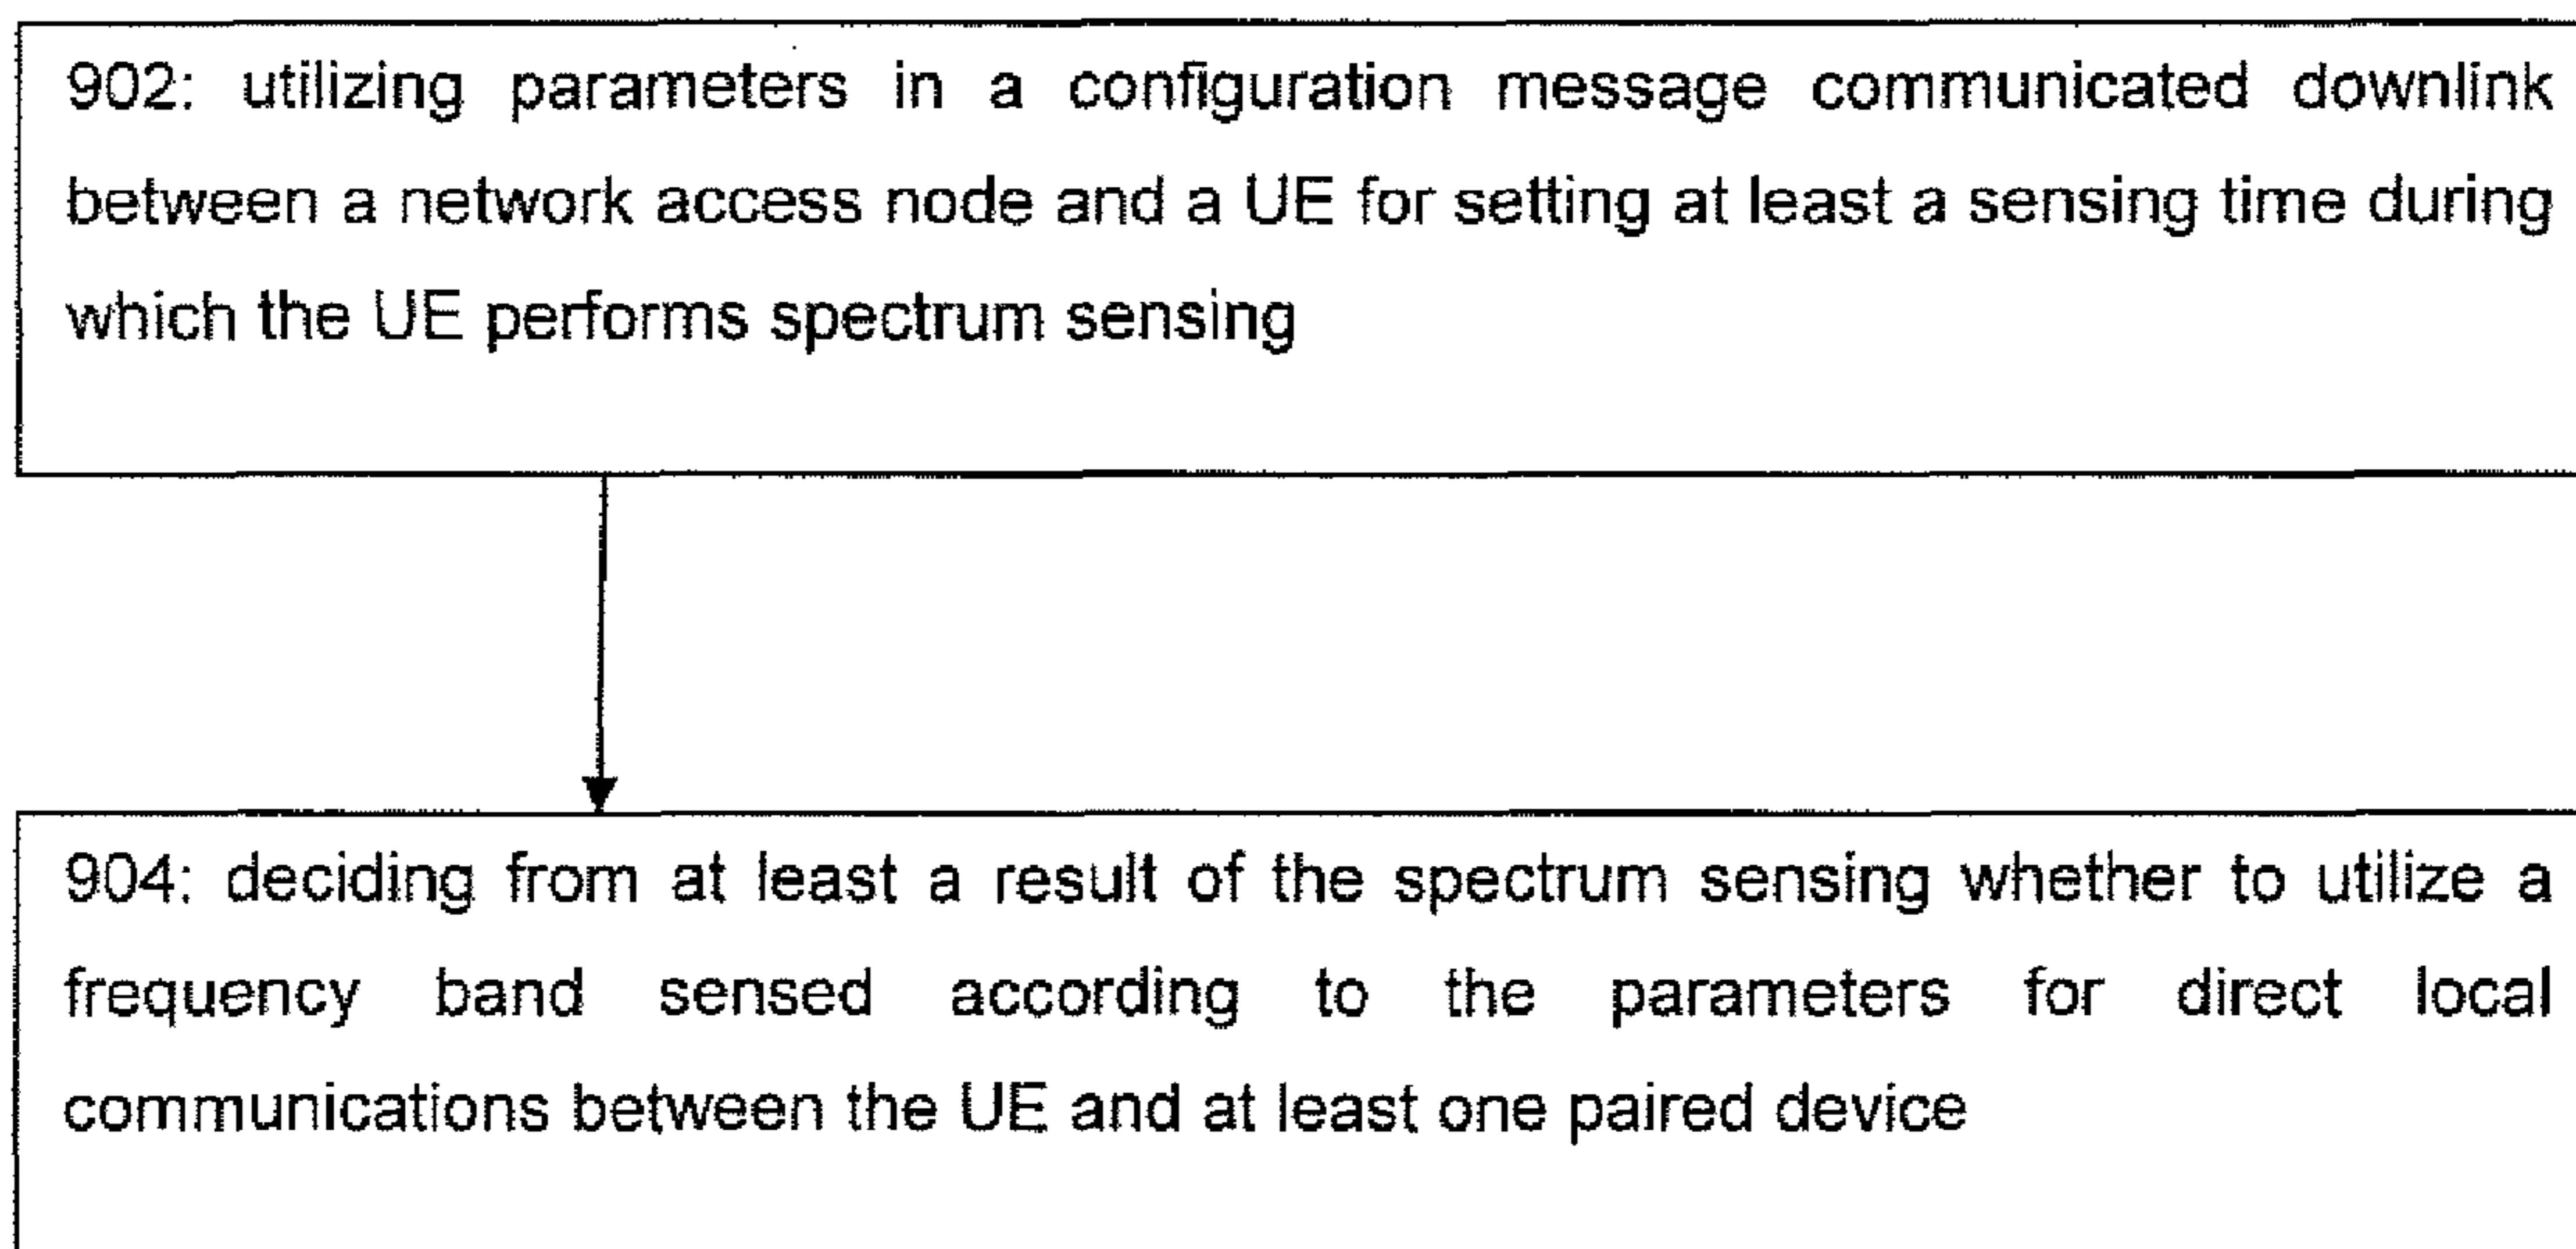 902: utilizing parameters in a configuration message communicated downlink
between a network access node and a UE for setting at least a sensing time during
which the UE performs spectrum sensing
904: deciding from at least a result of the spectrum sensing whether to utilize a
frequency band sensed according to the parameters for direct local
communications between the UE and at least one paired device